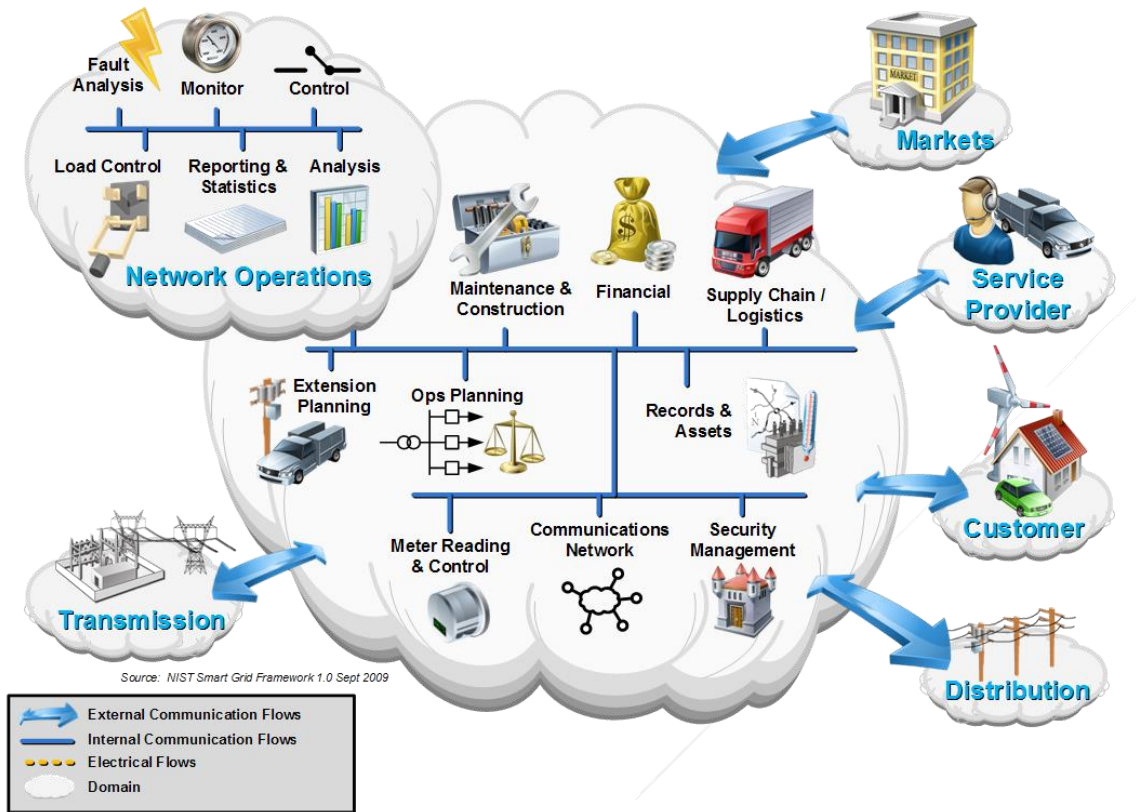 Fault
Analysis
Monitor
Control
Load Control
Reporting &
Statistics
Analysis
Network Operations
MARKET
Markets
Service
Provider
Maintenance &
Construction
Financial
$
Supply Chain /
Logistics
Extension
Planning
Ops Planning
Records &
Assets
N
Customer
Meter Reading
& Control
Communications
Network
Security
Management
Transmission
Distribution
Source: NIST Smart Grid Framework 1.0 Sept 2009
External Communication Flows
Internal Communication Flows
Electrical Flows
Domain